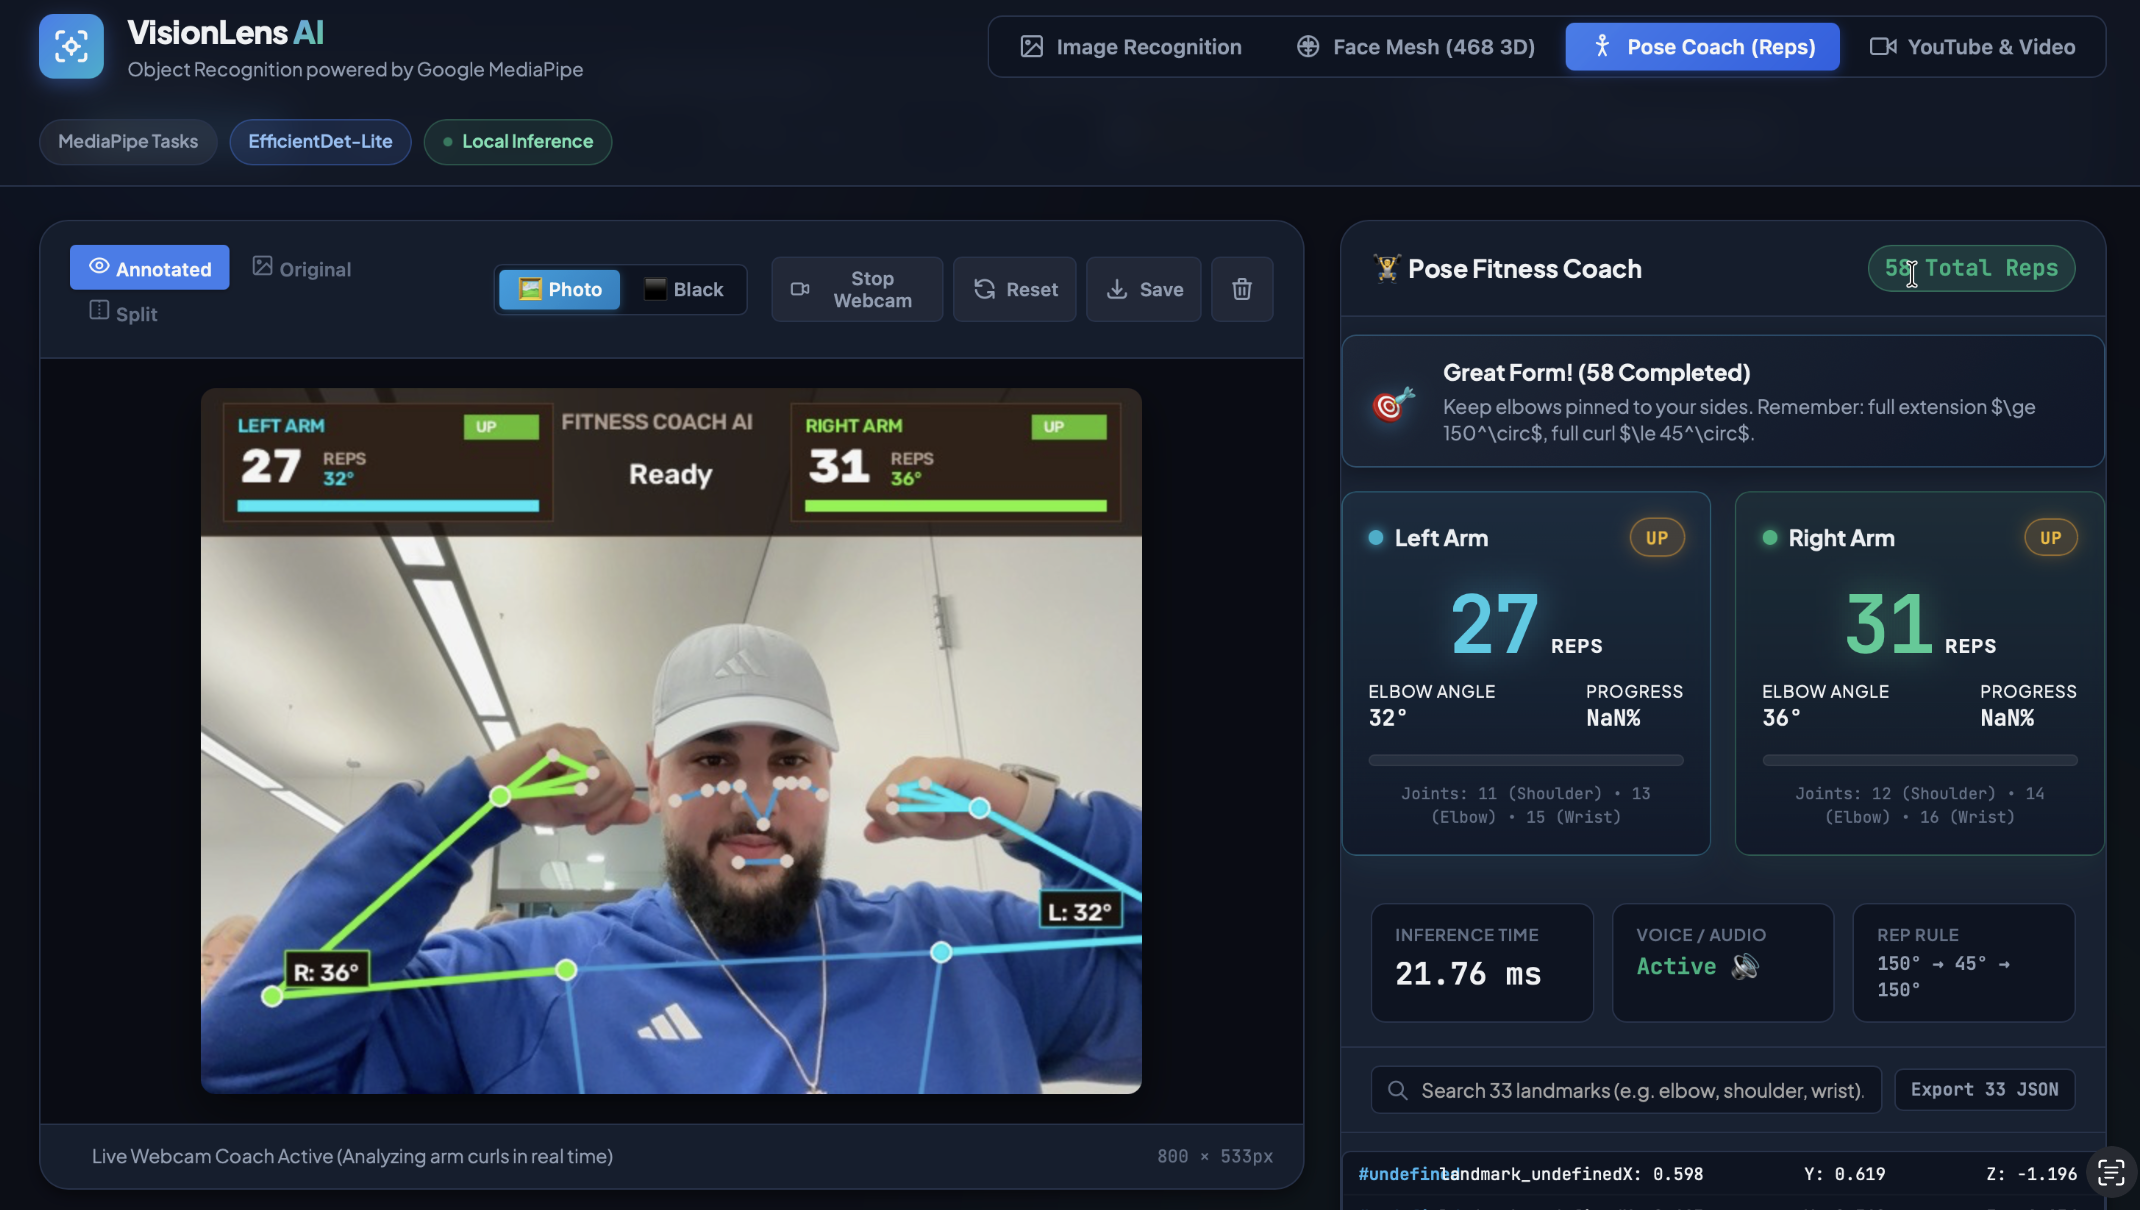 VisionLens AI
Object Recognition powered by Google MediaPipe
Image Recognition
Face Mesh (468 3D)
Pose Coach (Reps)
YouTube & Video
MediaPipe Tasks
EfficientDet-Lite
Local Inference
Annotated
Original
Split
Photo
Black
Stop
Webcam
Reset
Save
LEFT ARM
UP
27
REPS
32°
FITNESS COACH AI
Ready
RIGHT ARM
UP
31
REPS
36°
R: 36°
L: 32°
Live Webcam Coach Active (Analyzing arm curls in real time)
800 × 533px
Pose Fitness Coach
58 Total Reps
Great Form! (58 Completed)
Keep elbows pinned to your sides. Remember: full extension $\ge
150^\circ$, full curl $\le 45^\circ$.
Left Arm
UP
27 REPS
ELBOW ANGLE
32°
PROGRESS
NaN%
Joints: 11 (Shoulder) • 13
(Elbow) • 15 (Wrist)
Right Arm
UP
31 REPS
ELBOW ANGLE
36°
PROGRESS
NaN%
Joints: 12 (Shoulder) • 14
(Elbow) • 16 (Wrist)
INFERENCE TIME
21.76 ms
VOICE / AUDIO
Active
REP RULE
150° → 45° →
150°
Search 33 landmarks (e.g. elbow, shoulder, wrist).
Export 33 JSON
#undefined landmark_undefined X: 0.598 Y: 0.619 Z: -1.196